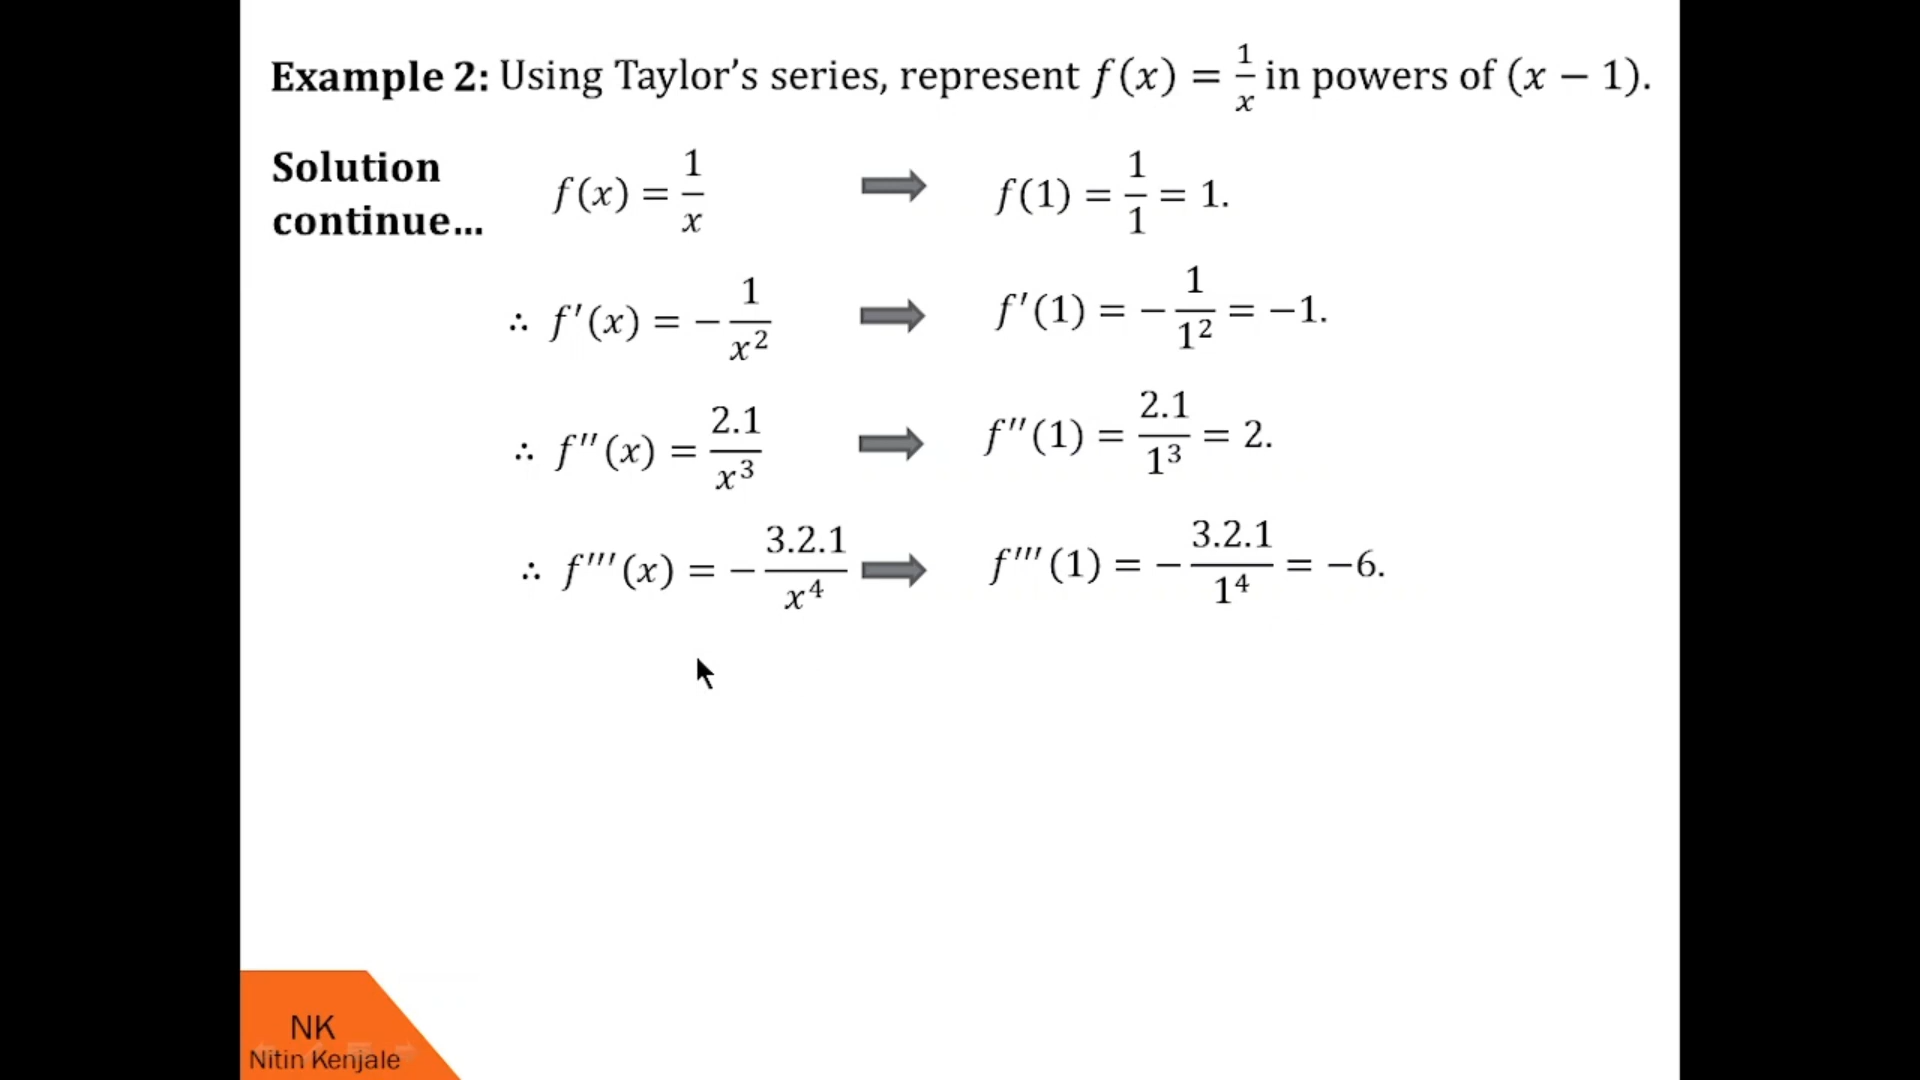 Example 2: Using Taylor’s series, represent f(x) = 1/x in powers of (x − 1).
Solution continue…
f(x) = 1/x ➡ f(1) = 1/1 = 1.
∴ f′(x) = −1/x² ➡ f′(1) = −1/1² = −1.
∴ f″(x) = 2.1/x³ ➡ f″(1) = 2.1/1³ = 2.
∴ f‴(x) = −3.2.1/x⁴ ➡ f‴(1) = −3.2.1/1⁴ = −6.
NK
Nitin Kenjale